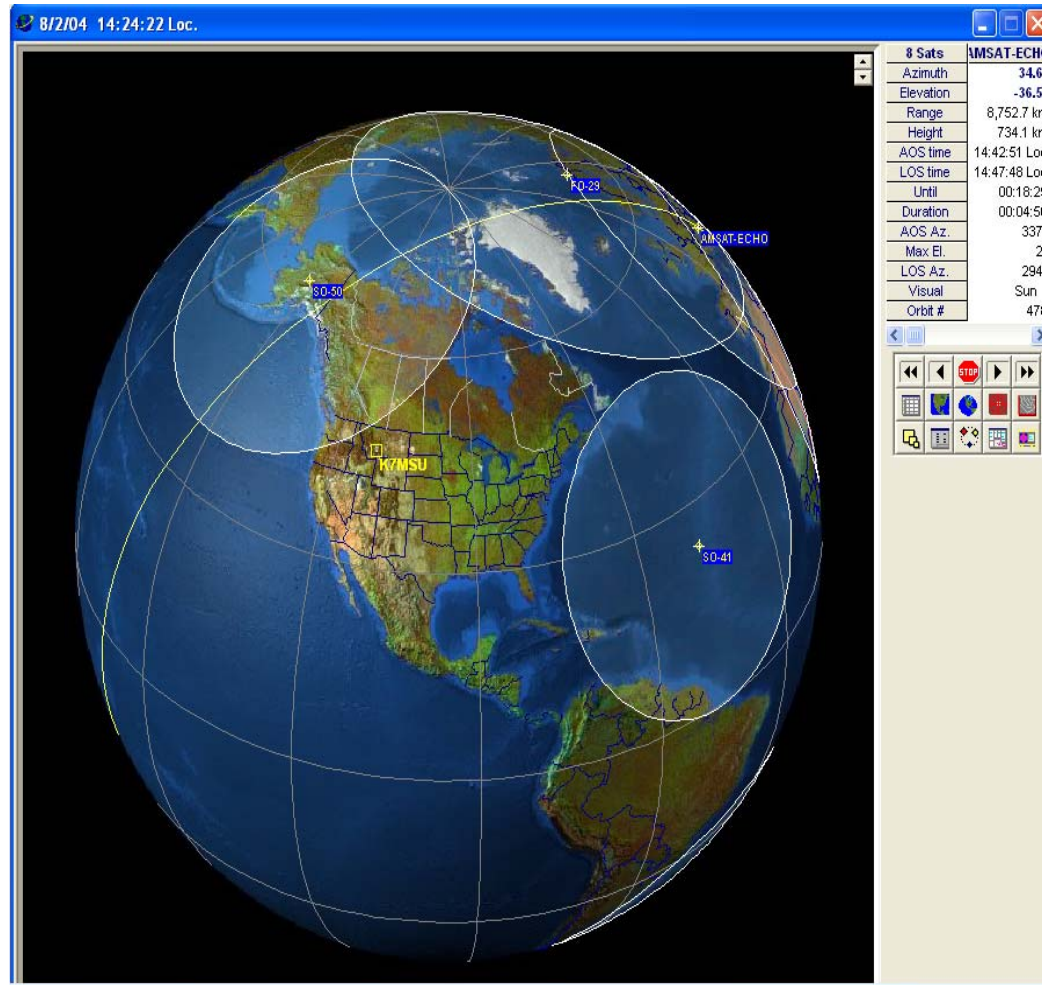 8/2/04 14:24:22 Loc.
8 Sats AMSAT-ECHO
Azimuth 34.6
Elevation -36.5
Range 8,752.7 km
Height 734.1 km
AOS time 14:42:51 Loc
LOS time 14:47:48 Loc
Until 00:18:29
Duration 00:04:56
AOS Az. 337
Max El. 2
LOS Az. 294
Visual Sun
Orbit # 478
STOP
FO-29
AMSAT-ECHO
SO-50
K7MSU
SO-41